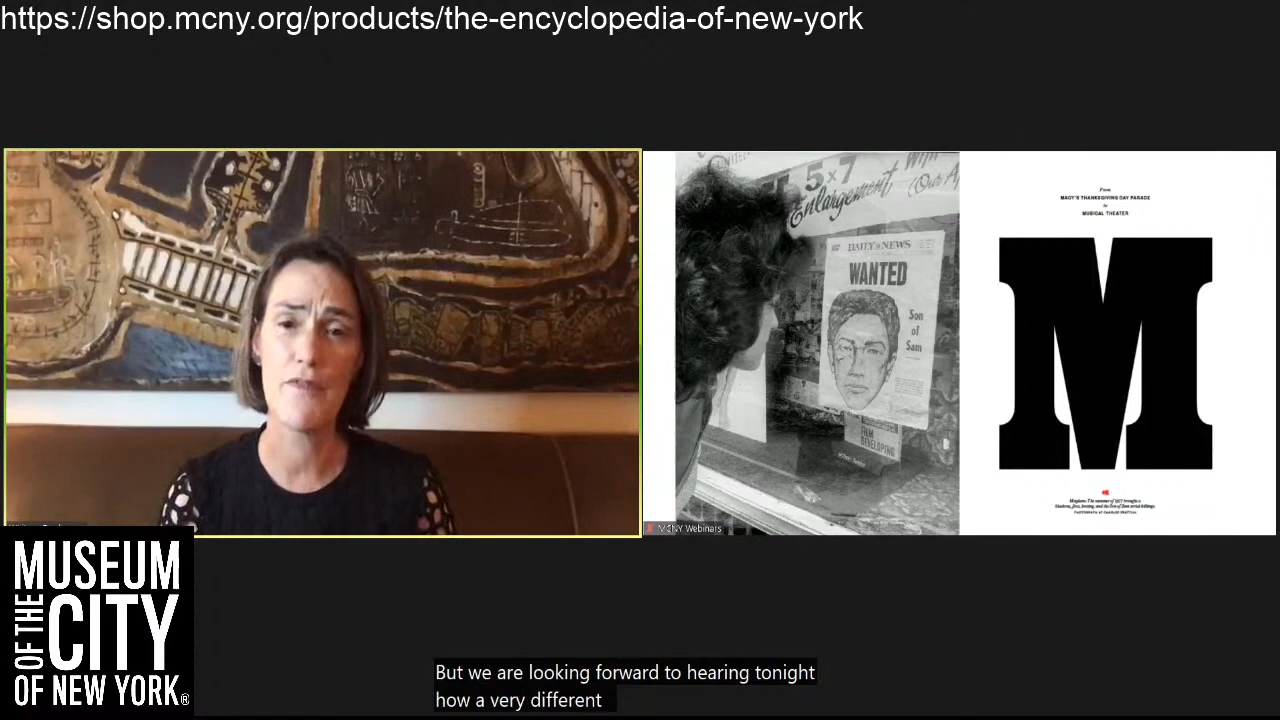 https://shop.mcny.org/products/the-encyclopedia-of-new-york
5x7
Enlargement
With
DAILY NEWS
WANTED
Son
of
Sam
FILM
DEVELOPING
From
MACY'S THANKSGIVING DAY PARADE
to
MUSICAL THEATER
M
MCNY Webinars
MUSEUM
OF THE CITY
OF NEW YORK®
But we are looking forward to hearing tonight
how a very different